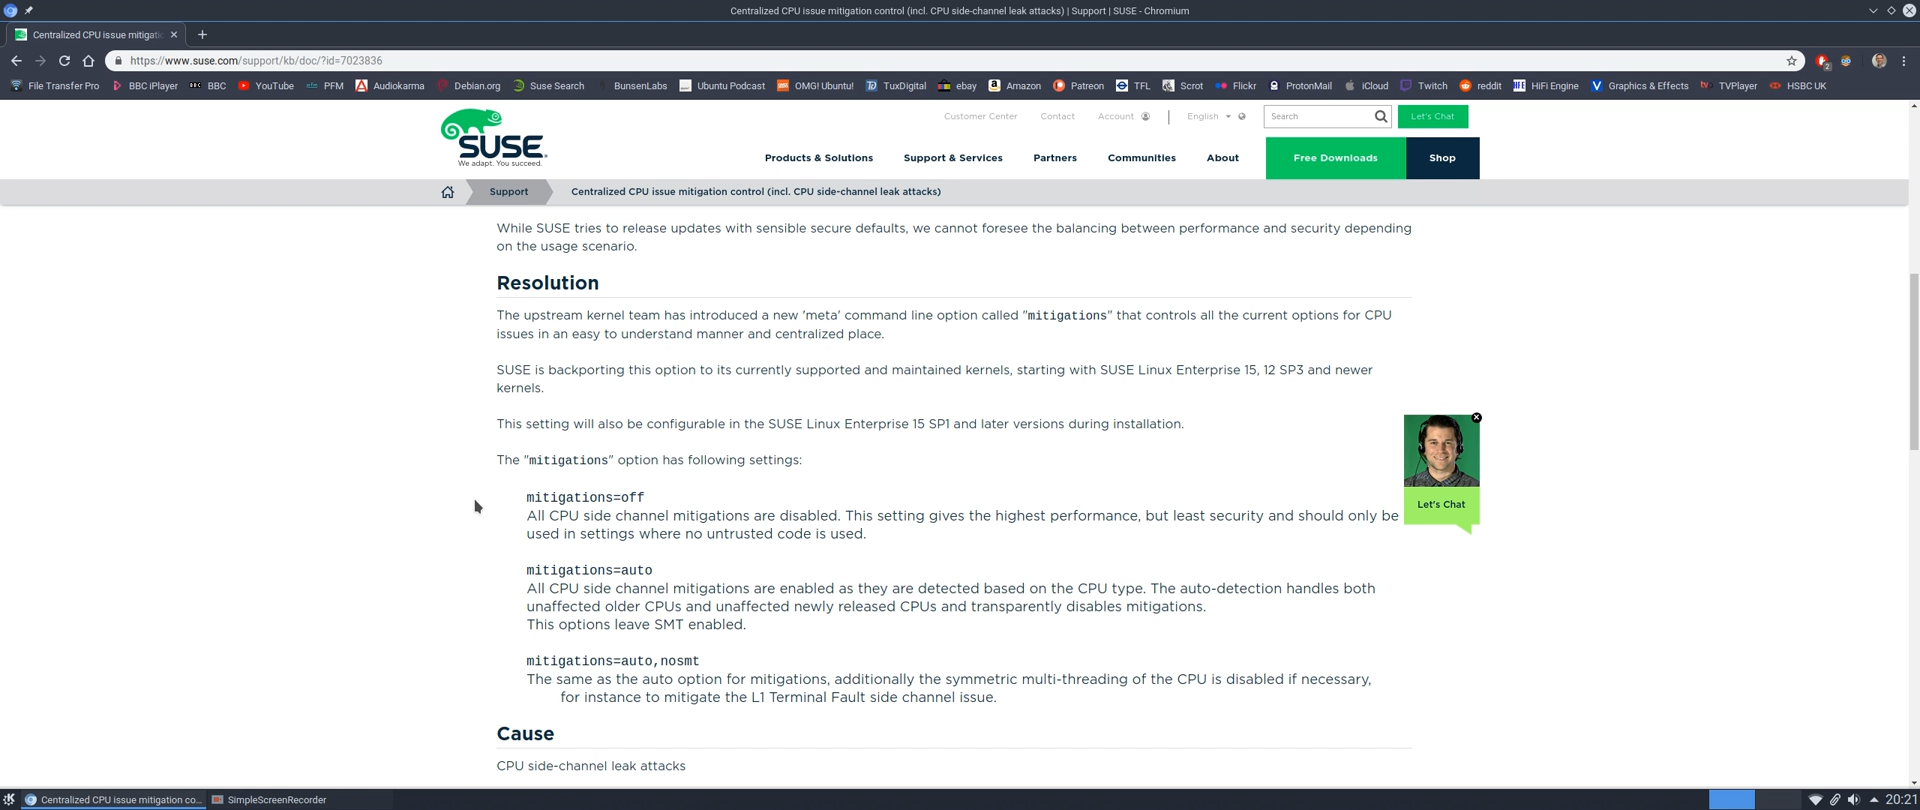 Centralized CPU issue mitigation control (incl. CPU side-channel leak attacks) | Support | SUSE - Chromium
Centralized CPU issue mitigati
https://www.suse.com/support/kb/doc/?id=7023836
File Transfer Pro BBC iPlayer BBC YouTube PFM Audiokarma Debian.org Suse Search BunsenLabs Ubuntu Podcast OMG! Ubuntu! TuxDigital ebay Amazon Patreon TFL Scrot Flickr ProtonMail iCloud Twitch reddit HiFi Engine Graphics & Effects TVPlayer HSBC UK
Customer Center Contact Account | English Search Let's Chat
SUSE
We adapt. You succeed.
Products & Solutions Support & Services Partners Communities About Free Downloads Shop
Support Centralized CPU issue mitigation control (incl. CPU side-channel leak attacks)
While SUSE tries to release updates with sensible secure defaults, we cannot foresee the balancing between performance and security depending
on the usage scenario.
Resolution
The upstream kernel team has introduced a new 'meta' command line option called "mitigations" that controls all the current options for CPU
issues in an easy to understand manner and centralized place.
SUSE is backporting this option to its currently supported and maintained kernels, starting with SUSE Linux Enterprise 15, 12 SP3 and newer
kernels.
This setting will also be configurable in the SUSE Linux Enterprise 15 SP1 and later versions during installation.
The "mitigations" option has following settings:
mitigations=off
All CPU side channel mitigations are disabled. This setting gives the highest performance, but least security and should only be
used in settings where no untrusted code is used.
Let's Chat
mitigations=auto
All CPU side channel mitigations are enabled as they are detected based on the CPU type. The auto-detection handles both
unaffected older CPUs and unaffected newly released CPUs and transparently disables mitigations.
This options leave SMT enabled.
mitigations=auto,nosmt
The same as the auto option for mitigations, additionally the symmetric multi-threading of the CPU is disabled if necessary,
for instance to mitigate the L1 Terminal Fault side channel issue.
Cause
CPU side-channel leak attacks
Centralized CPU issue mitigation co... SimpleScreenRecorder 20:21